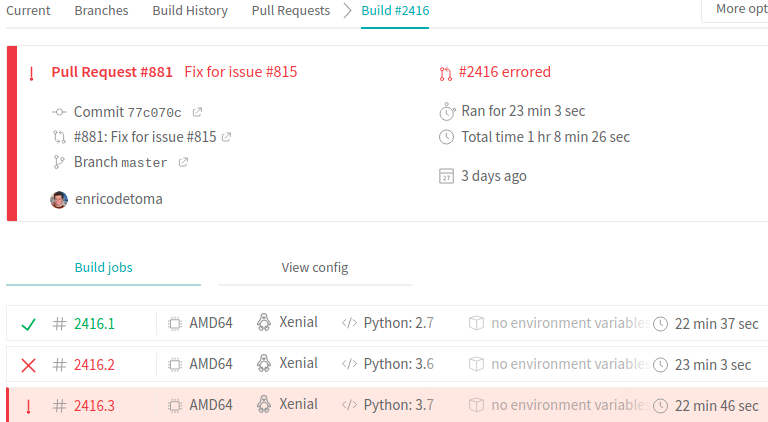 Current Branches Build History Pull Requests Build #2416 More opt
Pull Request #881 Fix for issue #815 #2416 errored
Commit 77c070c Ran for 23 min 3 sec
#881: Fix for issue #815 Total time 1 hr 8 min 26 sec
Branch master
27 3 days ago
enricodetoma
Build jobs View config
# 2416.1 AMD64 Xenial </> Python: 2.7 no environment variables 22 min 37 sec
# 2416.2 AMD64 Xenial </> Python: 3.6 no environment variables 23 min 3 sec
! # 2416.3 AMD64 Xenial </> Python: 3.7 no environment variables 22 min 46 sec